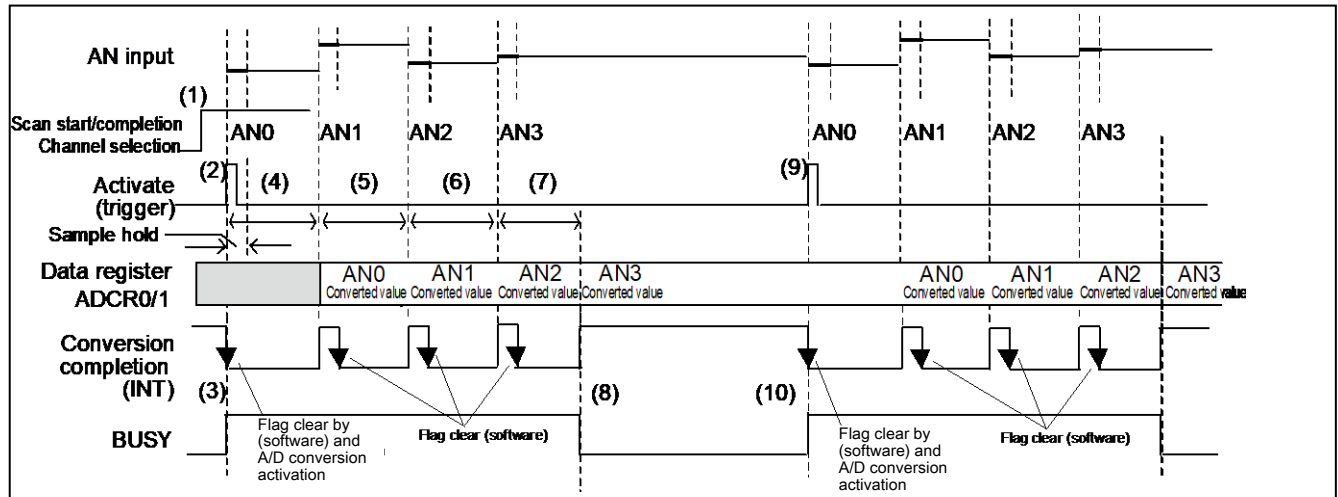 AN input
(1)
Scan start/completion
Channel selection
AN0 AN1 AN2 AN3 AN0 AN1 AN2 AN3
(2) (4) (5) (6) (7) (9)
Activate
(trigger)
Sample hold
Data register
ADCR0/1
AN0 AN1 AN2 AN3 AN0 AN1 AN2 AN3
Converted value Converted value Converted value Converted value Converted value Converted value Converted value Converted value
Conversion
completion
(INT)
(3) (8) (10)
BUSY
Flag clear by
(software) and
A/D conversion
activation
Flag clear (software)
Flag clear by
(software) and
A/D conversion
activation
Flag clear (software)